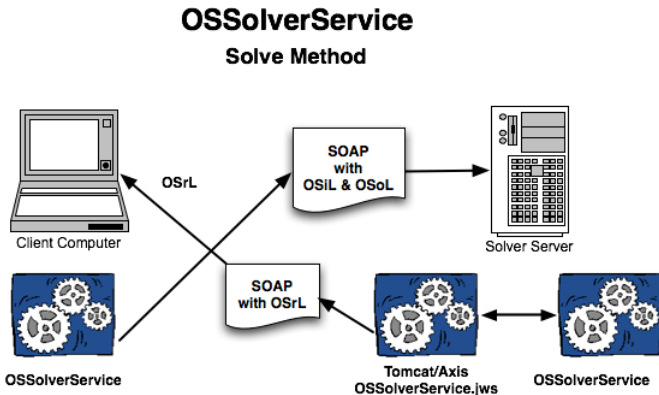 OSSolverService
Solve Method
SOAP
with
OSiL & OSoL
OSrL
Client Computer
Solver Server
SOAP
with OSrL
OSSolverService
Tomcat/Axis
OSSolverService.jws
OSSolverService